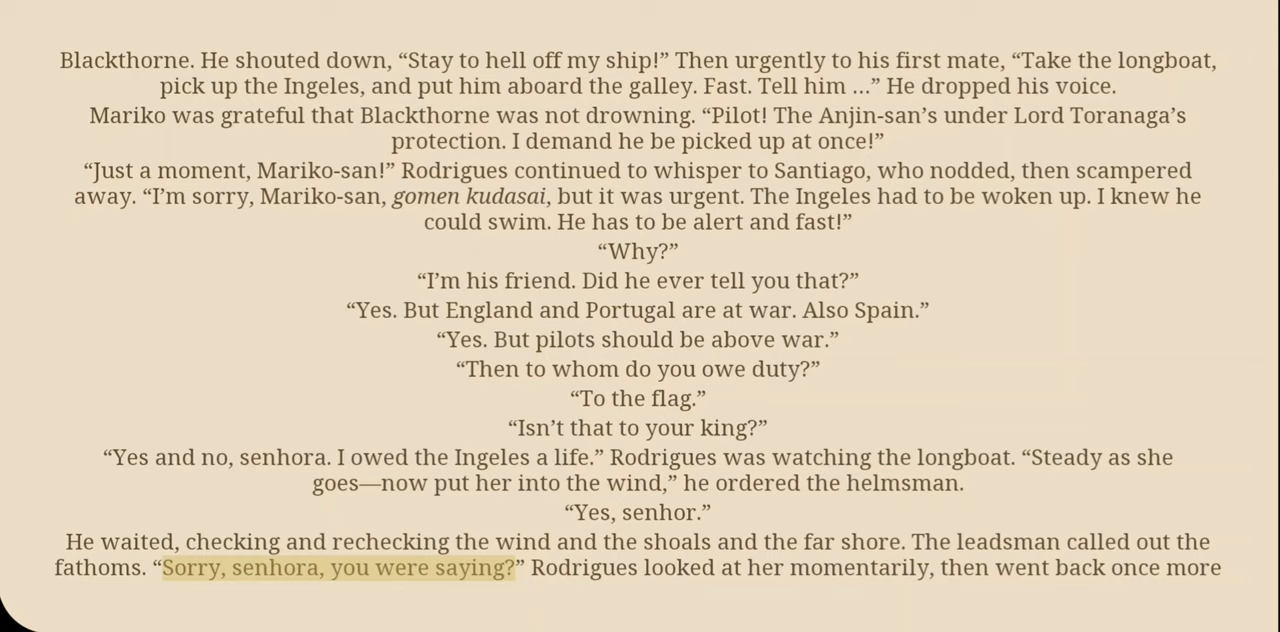 Blackthorne. He shouted down, “Stay to hell off my ship!” Then urgently to his first mate, “Take the longboat,
pick up the Ingeles, and put him aboard the galley. Fast. Tell him …” He dropped his voice.
Mariko was grateful that Blackthorne was not drowning. “Pilot! The Anjin-san’s under Lord Toranaga’s
protection. I demand he be picked up at once!”
“Just a moment, Mariko-san!” Rodrigues continued to whisper to Santiago, who nodded, then scampered
away. “I’m sorry, Mariko-san, gomen kudasai, but it was urgent. The Ingeles had to be woken up. I knew he
could swim. He has to be alert and fast!”
“Why?”
“I’m his friend. Did he ever tell you that?”
“Yes. But England and Portugal are at war. Also Spain.”
“Yes. But pilots should be above war.”
“Then to whom do you owe duty?”
“To the flag.”
“Isn’t that to your king?”
“Yes and no, senhora. I owed the Ingeles a life.” Rodrigues was watching the longboat. “Steady as she
goes—now put her into the wind,” he ordered the helmsman.
“Yes, senhor.”
He waited, checking and rechecking the wind and the shoals and the far shore. The leadsman called out the
fathoms. “Sorry, senhora, you were saying?” Rodrigues looked at her momentarily, then went back once more